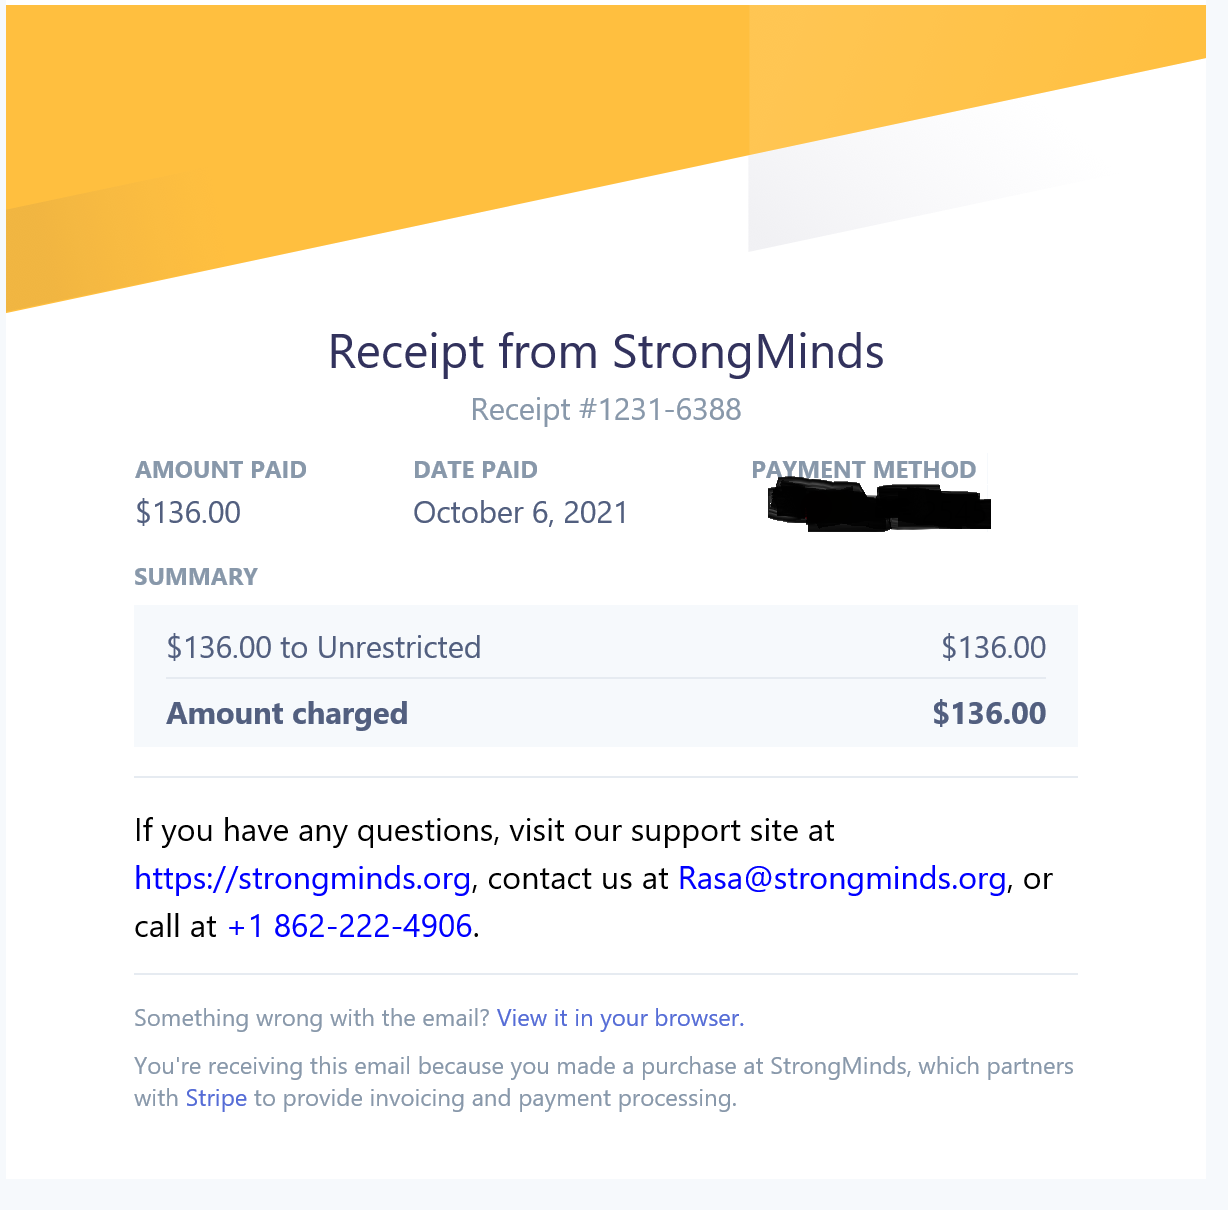 Receipt from StrongMinds
Receipt #1231-6388
AMOUNT PAID DATE PAID PAYMENT METHOD
$136.00 October 6, 2021
SUMMARY
$136.00 to Unrestricted $136.00
Amount charged $136.00
If you have any questions, visit our support site at
https://strongminds.org, contact us at Rasa@strongminds.org, or
call at +1 862-222-4906.
Something wrong with the email? View it in your browser.
You're receiving this email because you made a purchase at StrongMinds, which partners
with Stripe to provide invoicing and payment processing.